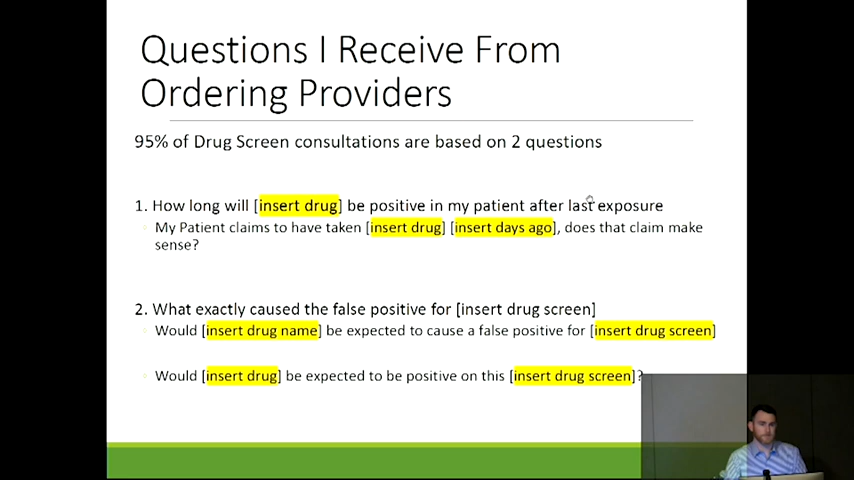 Questions I Receive From
Ordering Providers
95% of Drug Screen consultations are based on 2 questions
1. How long will [insert drug] be positive in my patient after last exposure
My Patient claims to have taken [insert drug] [insert days ago], does that claim make
sense?
2. What exactly caused the false positive for [insert drug screen]
Would [insert drug name] be expected to cause a false positive for [insert drug screen]
Would [insert drug] be expected to be positive on this [insert drug screen]?